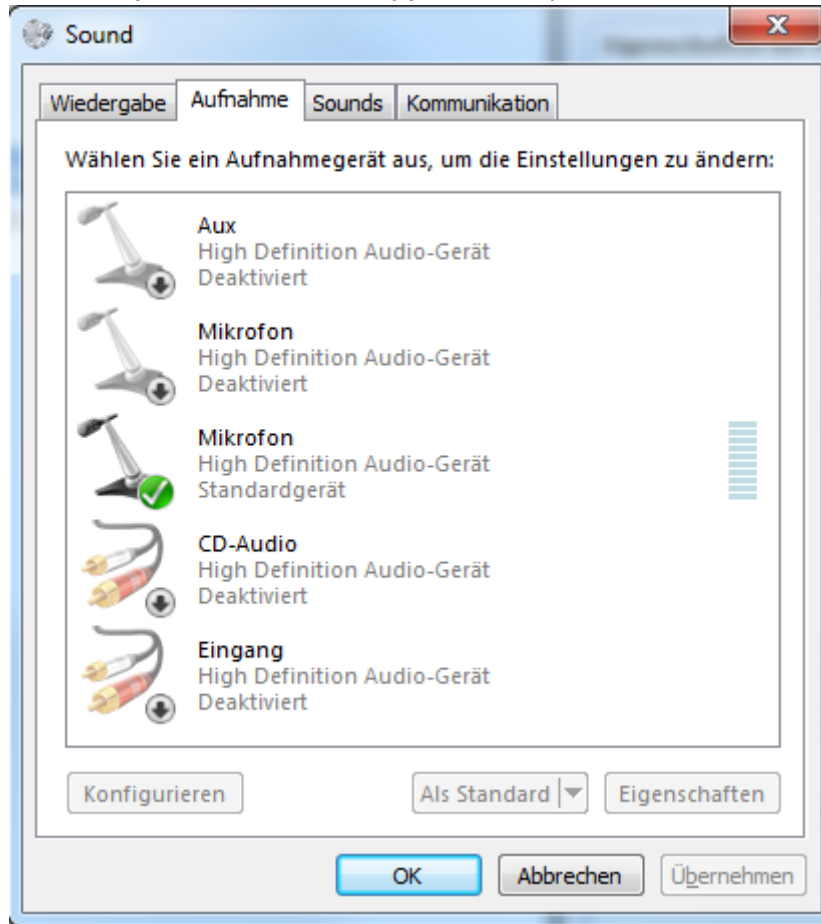 Sound
Wiedergabe Aufnahme Sounds Kommunikation
Wählen Sie ein Aufnahmegerät aus, um die Einstellungen zu ändern:
Aux
High Definition Audio-Gerät
Deaktiviert
Mikrofon
High Definition Audio-Gerät
Deaktiviert
Mikrofon
High Definition Audio-Gerät
Standardgerät
CD-Audio
High Definition Audio-Gerät
Deaktiviert
Eingang
High Definition Audio-Gerät
Deaktiviert
Konfigurieren Als Standard Eigenschaften
OK Abbrechen Übernehmen